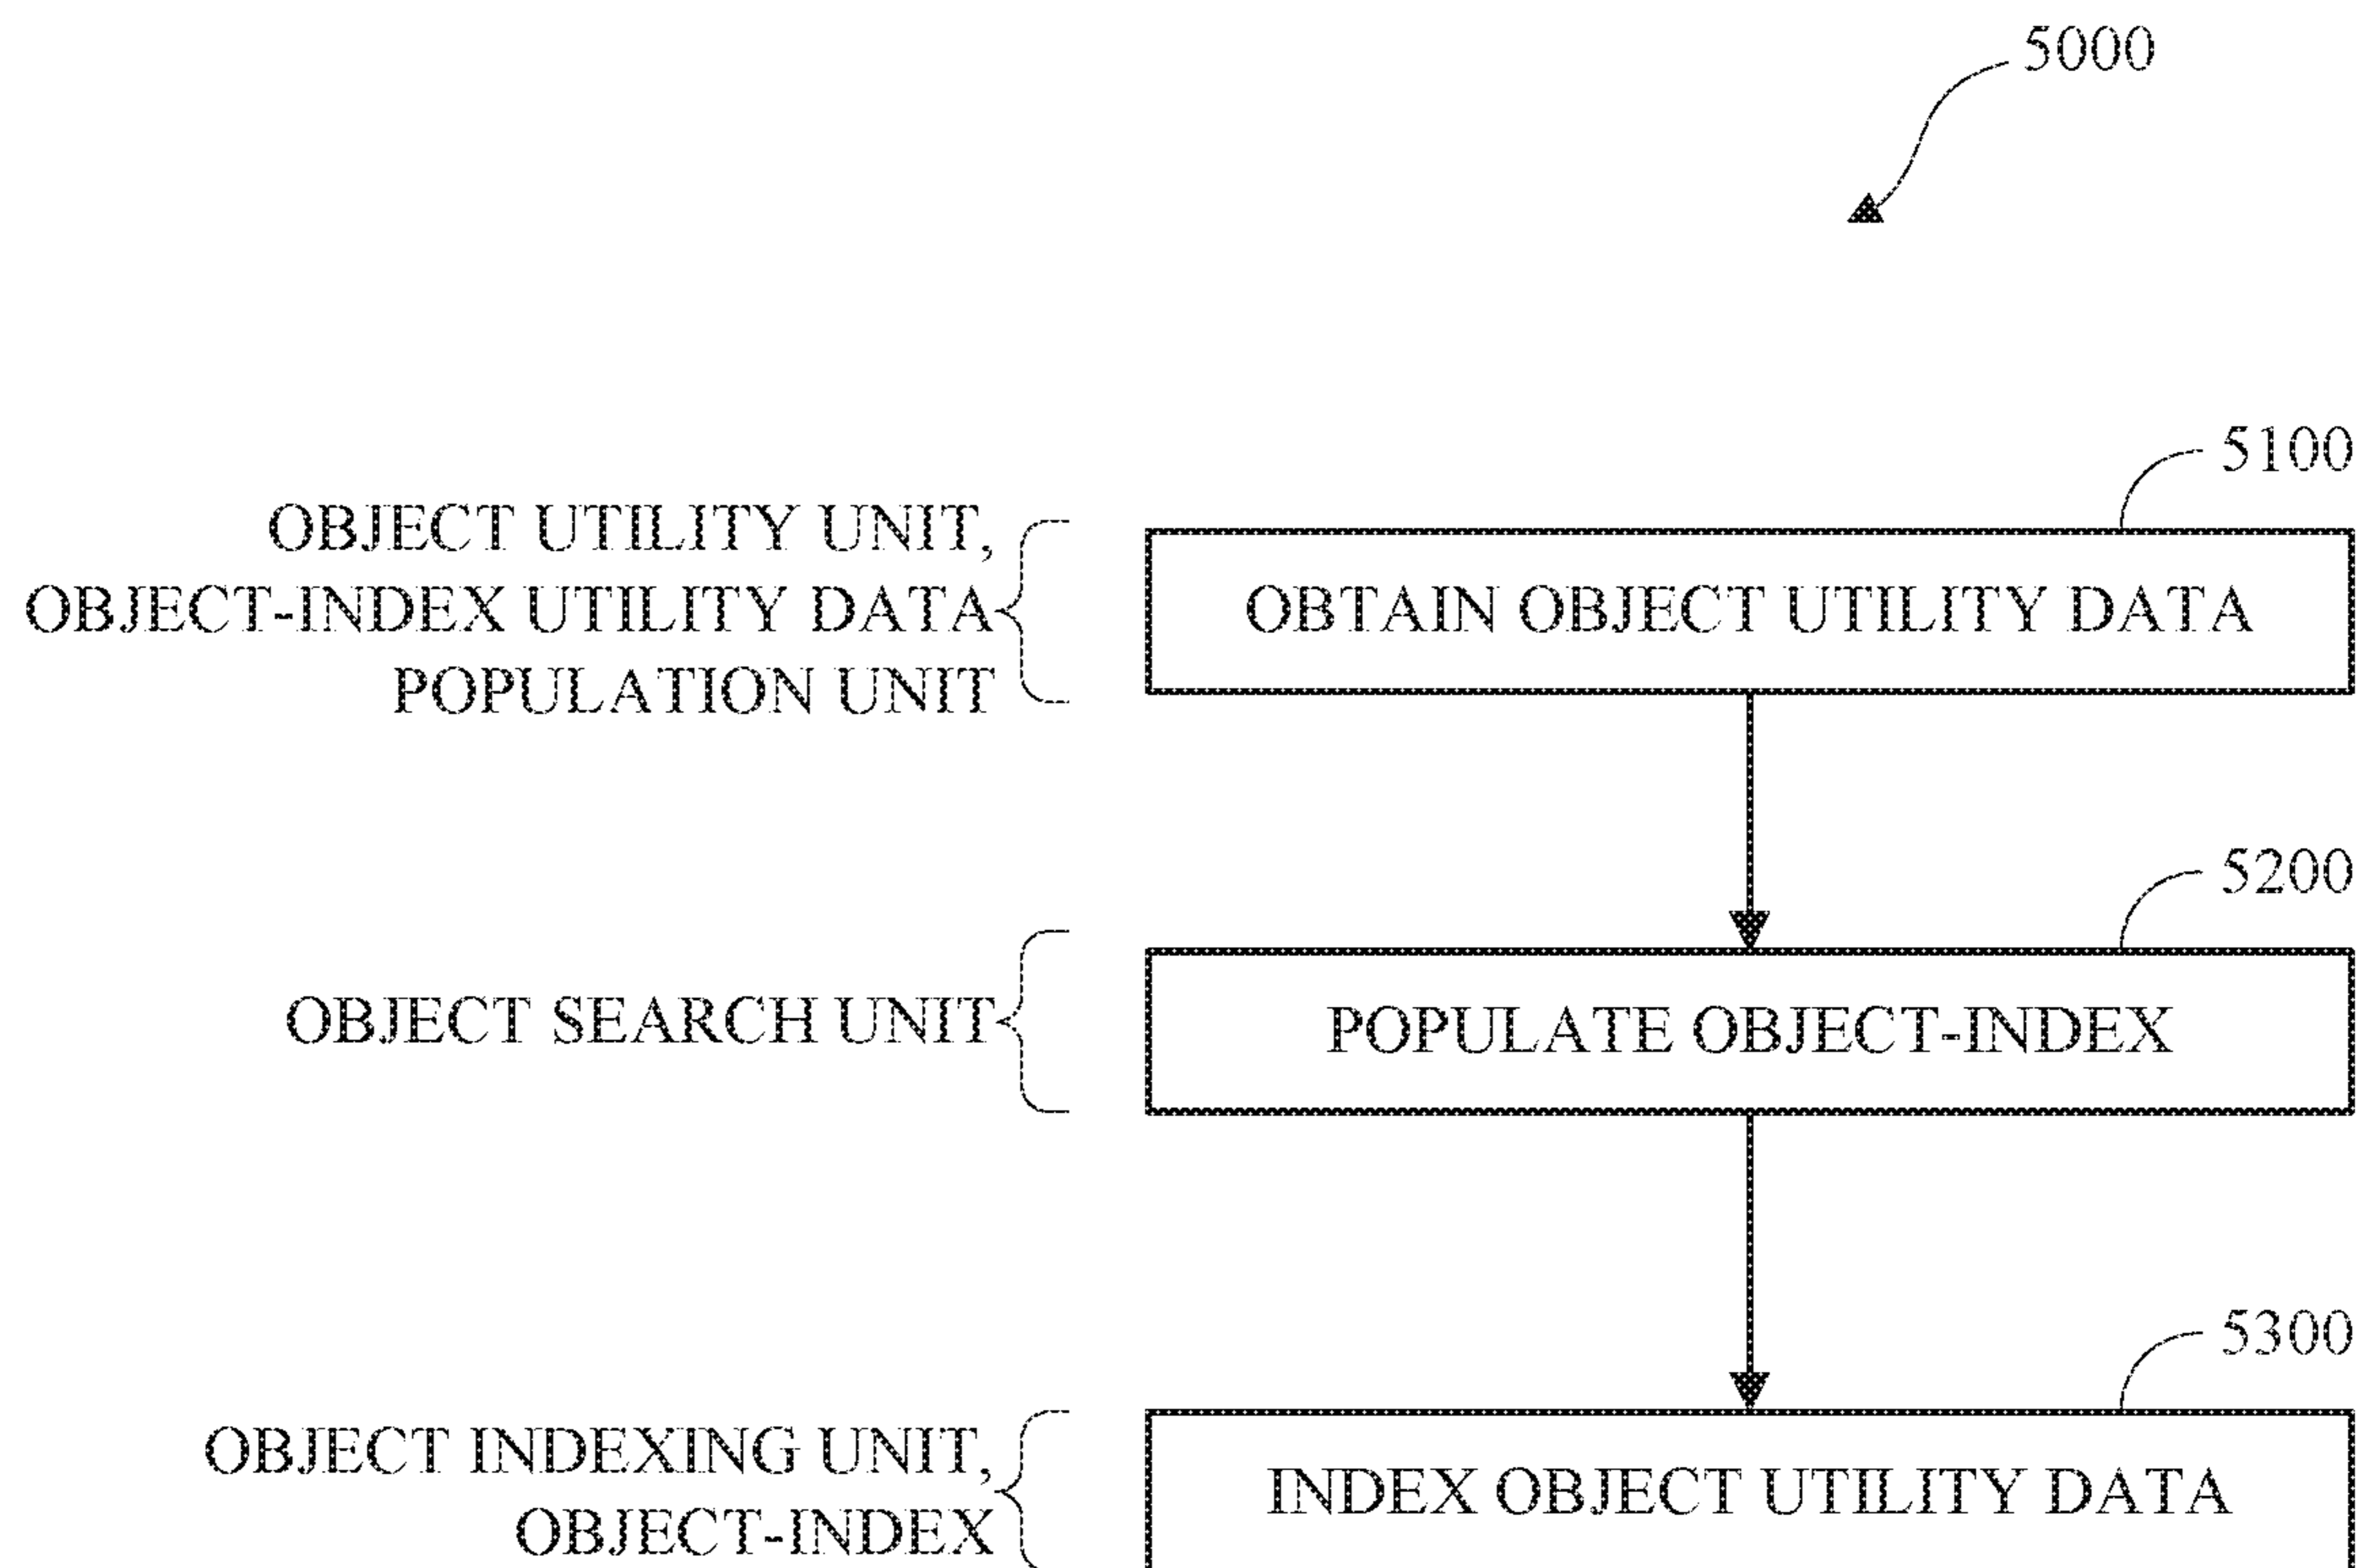 5000
5100
OBJECT UTILITY UNIT,
OBJECT-INDEX UTILITY DATA
POPULATION UNIT
OBTAIN OBJECT UTILITY DATA
5200
OBJECT SEARCH UNIT
POPULATE OBJECT-INDEX
5300
OBJECT INDEXING UNIT,
OBJECT-INDEX
INDEX OBJECT UTILITY DATA